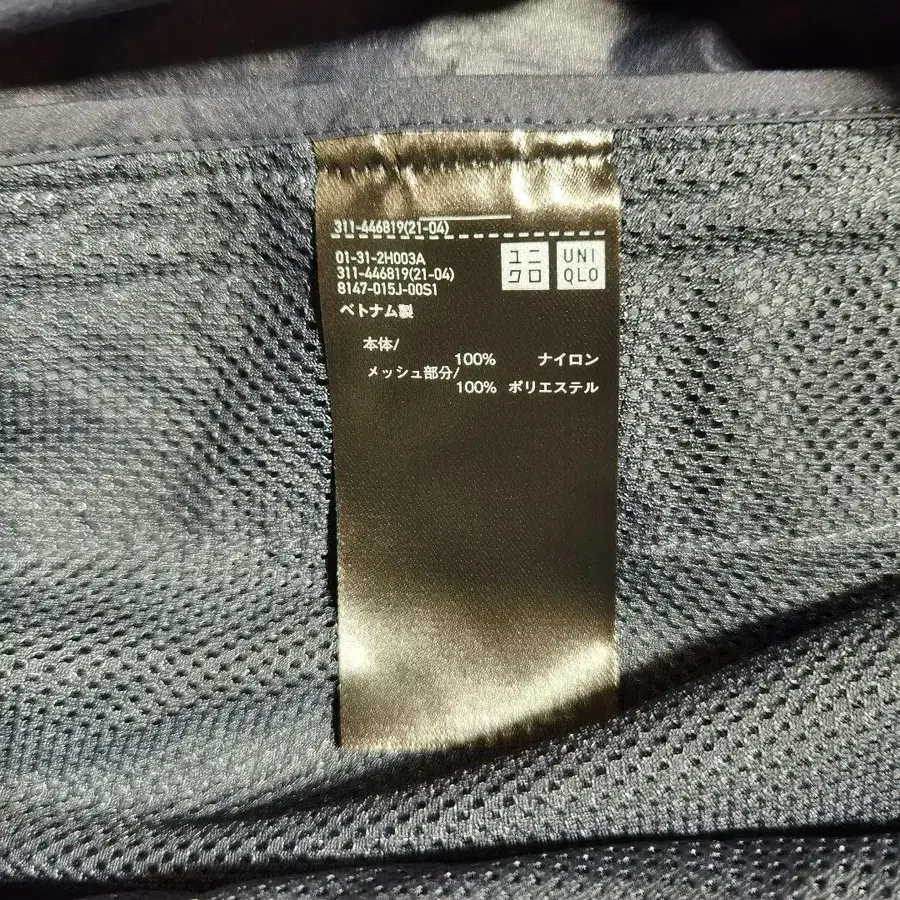 311-446819(21-04)
01-31-2H003A
311-446819(21-04)
8147-015J-00S1
ユニ
クロ
UNI
QLO
ベトナム製
本体/
100% ナイロン
メッシュ部分/
100% ポリエステル